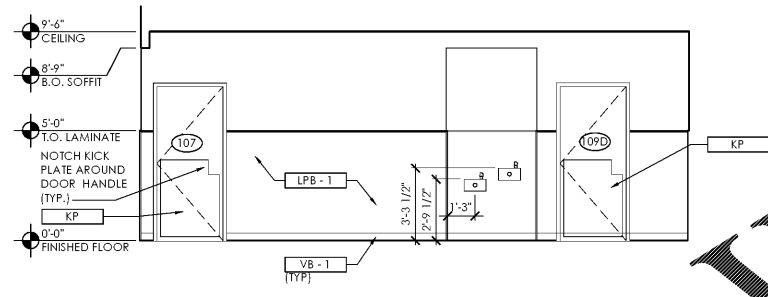 9'-6"
CEILING
8'-9"
B.O. SOFFIT
5'-0"
T.O. LAMINATE
NOTCH KICK
PLATE AROUND
DOOR HANDLE
(TYP.)
KP
0'-0"
FINISHED FLOOR
107
LPB - 1
VB - 1
(TYP)
3'-3 1/2"
2'-9 1/2"
1'-3"
109D
KP